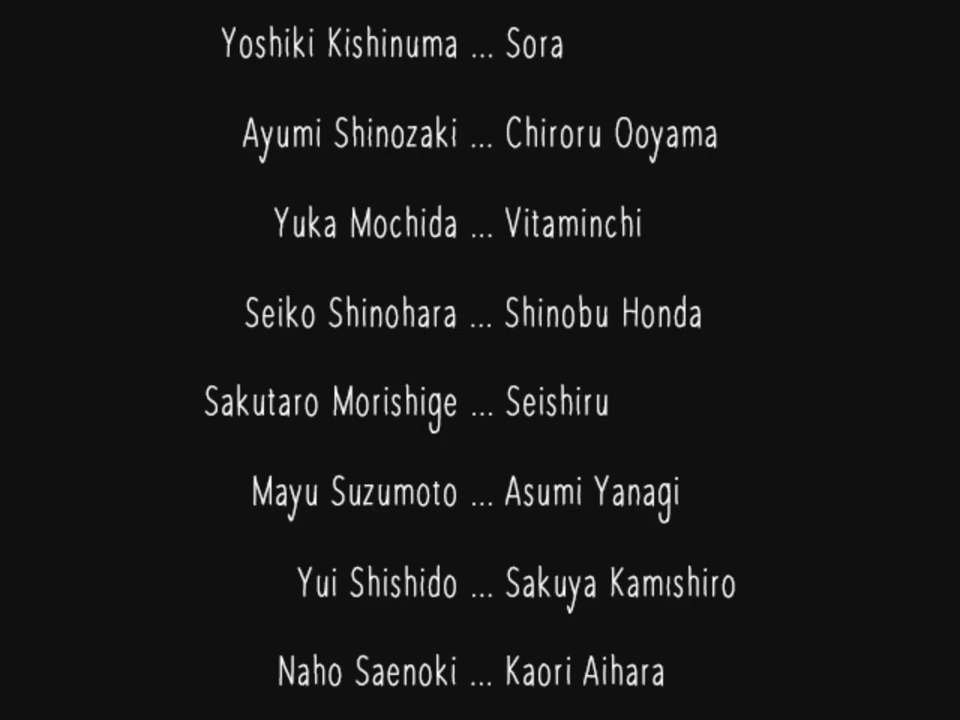 Yoshiki Kishinuma ... Sora
Ayumi Shinozaki ... Chiroru Ooyama
Yuka Mochida ... Vitaminchi
Seiko Shinohara ... Shinobu Honda
Sakutaro Morishige ... Seishiru
Mayu Suzumoto ... Asumi Yanagi
Yui Shishido ... Sakuya Kamishiro
Naho Saenoki ... Kaori Aihara